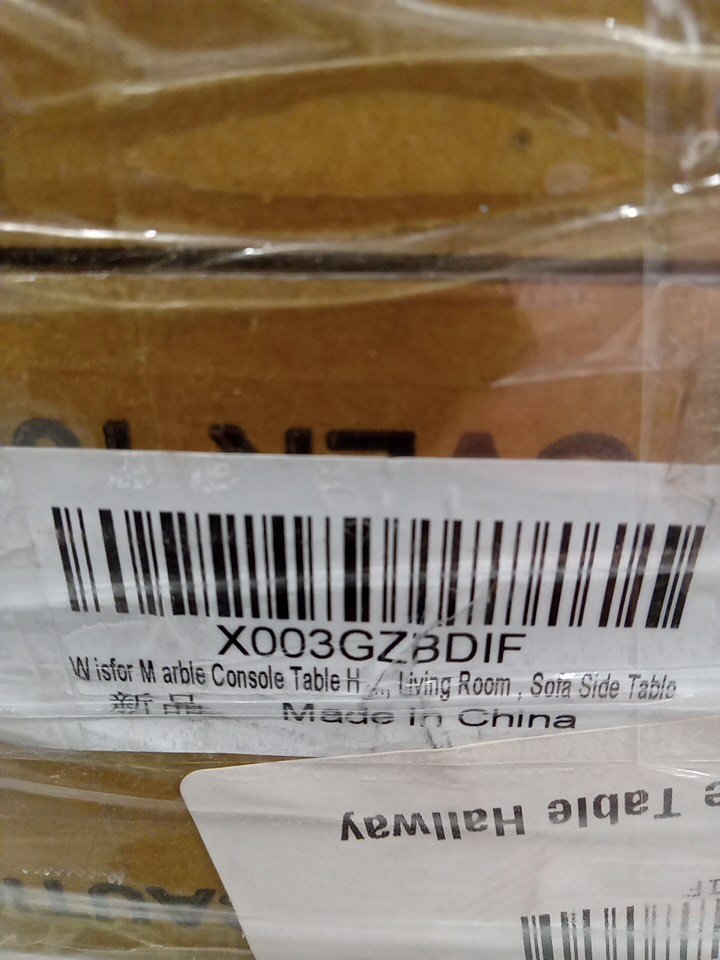 X003GZBDIF
Wisfor Marble Console Table H..., Living Room , Sofa Side Table
新品 Made in China
Table Hallway